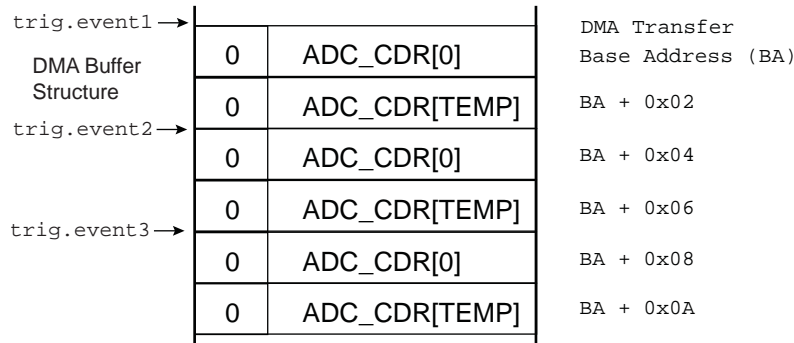 trig.event1
DMA Transfer
0 ADC_CDR[0] Base Address (BA)
DMA Buffer
Structure
0 ADC_CDR[TEMP] BA + 0x02
trig.event2
0 ADC_CDR[0] BA + 0x04
0 ADC_CDR[TEMP] BA + 0x06
trig.event3
0 ADC_CDR[0] BA + 0x08
0 ADC_CDR[TEMP] BA + 0x0A